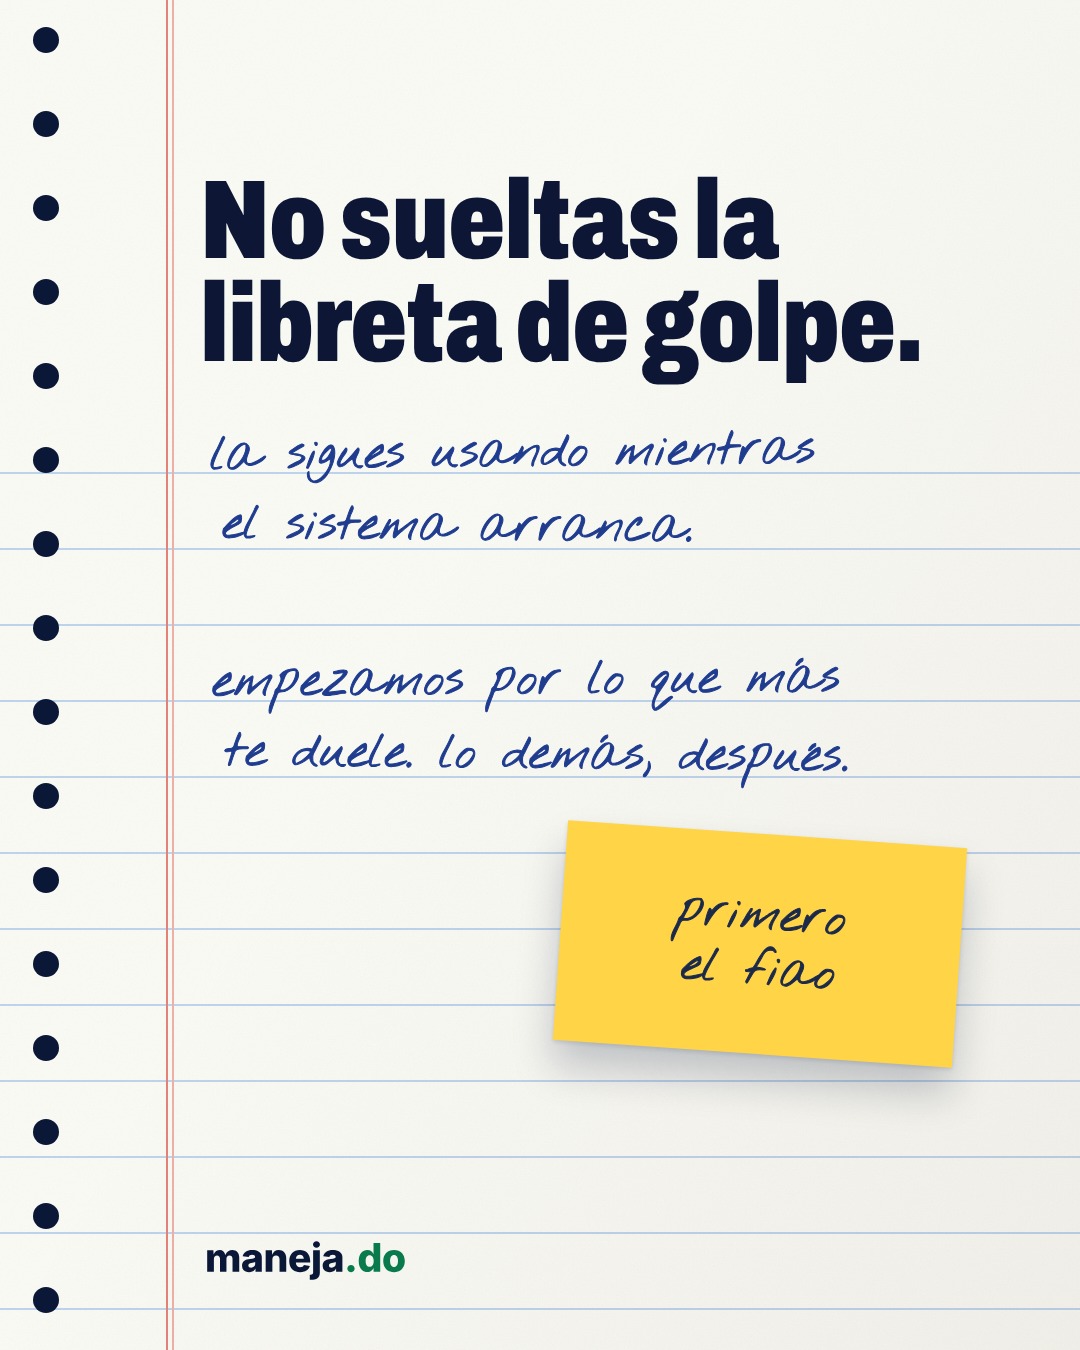 No sueltas la
libreta de golpe.
la sigues usando mientras
el sistema arranca.
empezamos por lo que más
te duele. lo demás, después.
primero
el fiao
maneja.do